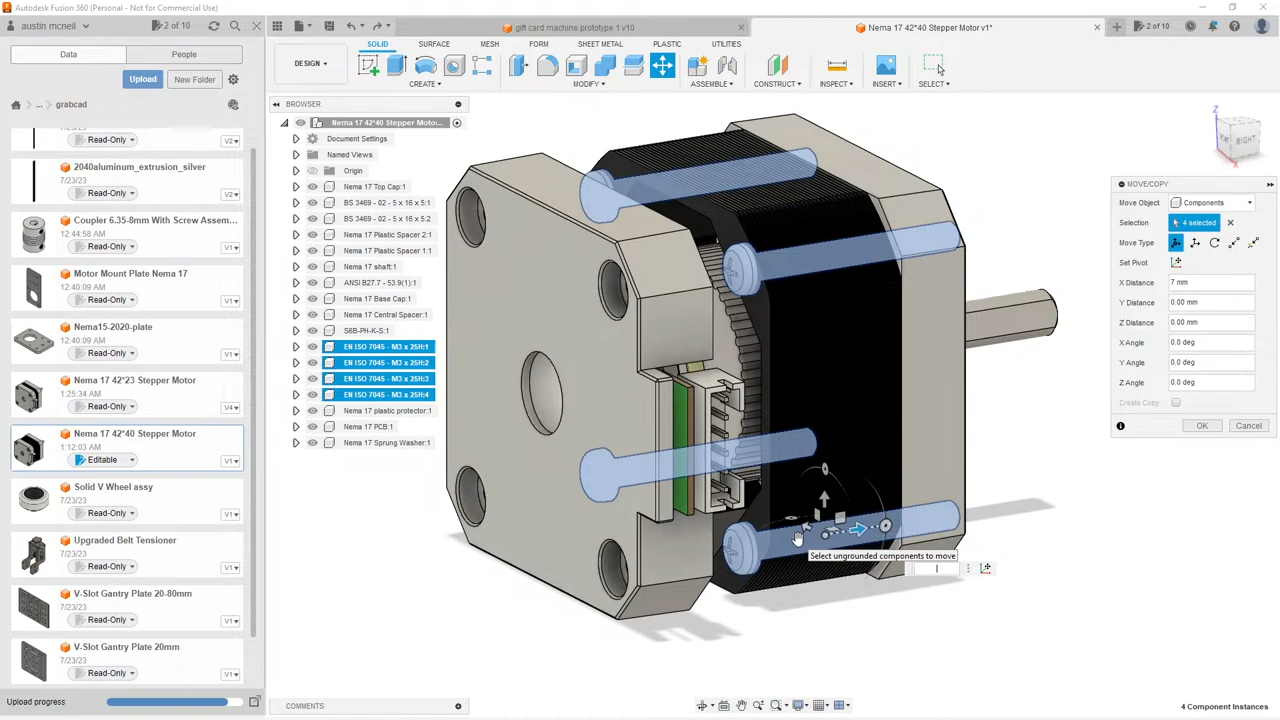 Autodesk Fusion 360 (Personal - Not for Commercial Use)
austin mcneil
2 of 10
gift card machine prototype 1 v10
Nema 17 42*40 Stepper Motor v1*
2 of 10
Data
People
Upload
New Folder
... grabcad
Read-Only
V2
2040aluminum_extrusion_silver
7/23/23
Read-Only
V2
Coupler 6.35-8mm With Screw Assem...
12:44:58 AM
Read-Only
V1
Motor Mount Plate Nema 17
12:40:09 AM
Read-Only
V1
Nema15-2020-plate
12:40:09 AM
Read-Only
V1
Nema 17 42*23 Stepper Motor
1:25:34 AM
Read-Only
V1
Nema 17 42*40 Stepper Motor
1:12:03 AM
Editable
V1
Solid V Wheel assy
7/23/23
Read-Only
V1
Upgraded Belt Tensioner
7/23/23
Read-Only
V1
V-Slot Gantry Plate 20-80mm
7/23/23
Read-Only
V1
V-Slot Gantry Plate 20mm
7/23/23
Read-Only
V1
Upload progress
DESIGN
SOLID
SURFACE
MESH
FORM
SHEET METAL
PLASTIC
UTILITIES
CREATE
MODIFY
ASSEMBLE
CONSTRUCT
INSPECT
INSERT
SELECT
BROWSER
Nema 17 42*40 Stepper Moto...
Document Settings
Named Views
Origin
Nema 17 Top Cap:1
BS 3469 - 02 - 5 x 16 x 5:1
BS 3469 - 02 - 5 x 16 x 5:2
Nema 17 Plastic Spacer 2:1
Nema 17 Plastic Spacer 1:1
Nema 17 shaft:1
ANSI B27.7 - 53.9(1):1
Nema 17 Base Cap:1
Nema 17 Central Spacer:1
S6B-PH-K-S:1
EN ISO 7045 - M3 x 25H:1
EN ISO 7045 - M3 x 25H:2
EN ISO 7045 - M3 x 25H:3
EN ISO 7045 - M3 x 25H:4
Nema 17 plastic protector:1
Nema 17 PCB:1
Nema 17 Sprung Washer:1
Select ungrounded components to move
Z
RIGHT
X
MOVE/COPY
Move Object
Components
Selection
4 selected
Move Type
Set Pivot
X Distance
7 mm
Y Distance
0.00 mm
Z Distance
0.00 mm
X Angle
0.0 deg
Y Angle
0.0 deg
Z Angle
0.0 deg
Create Copy
OK
Cancel
COMMENTS
4 Component Instances